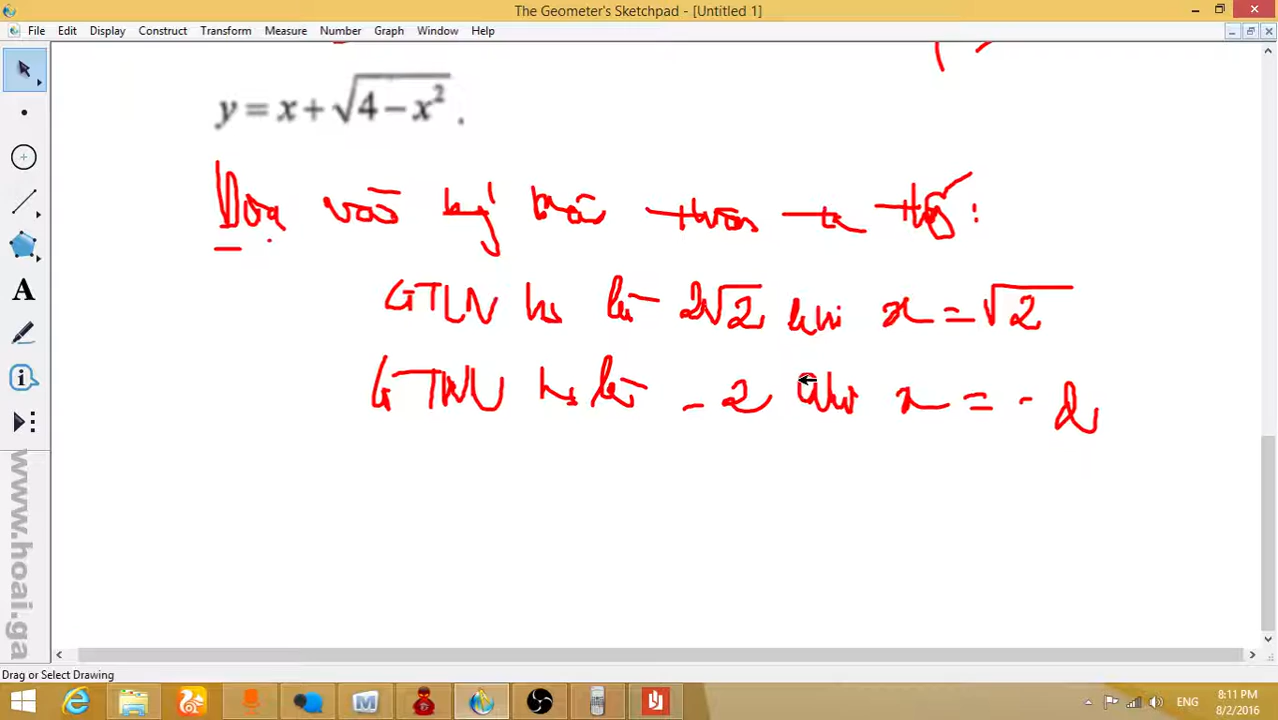 The Geometer's Sketchpad - [Untitled 1]
File Edit Display Construct Transform Measure Number Graph Window Help
y = x + √(4 − x²) .
Dựa vào bảng biến thiên ta thấy:
GTLN hs là 2√2 khi x = √2
GTNN hs là - 2 khi x = - 2
A
www.hoai.ga
Drag or Select Drawing
ENG
8:11 PM
8/2/2016